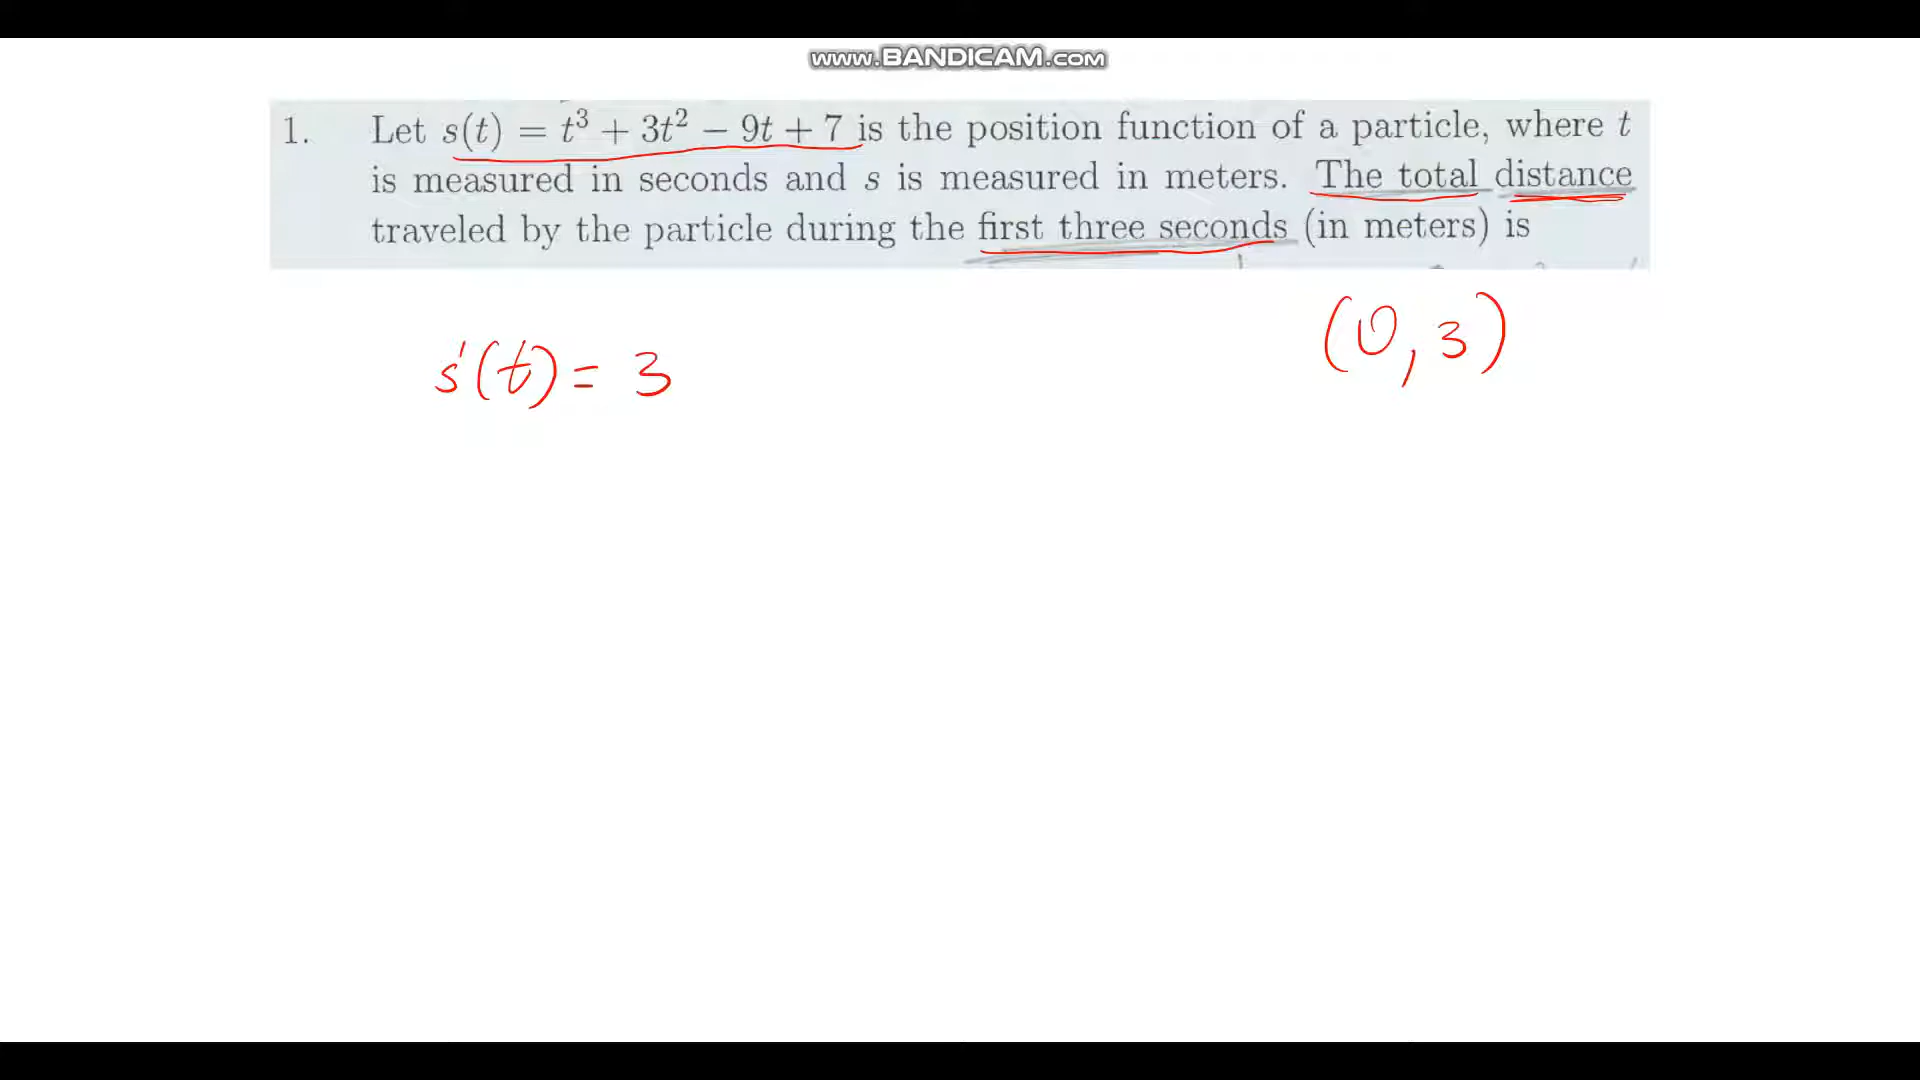 www.BANDICAM.com
1. Let s(t) = t³ + 3t² − 9t + 7 is the position function of a particle, where t
is measured in seconds and s is measured in meters. The total distance
traveled by the particle during the first three seconds (in meters) is
(0, 3)
s'(t) = 3